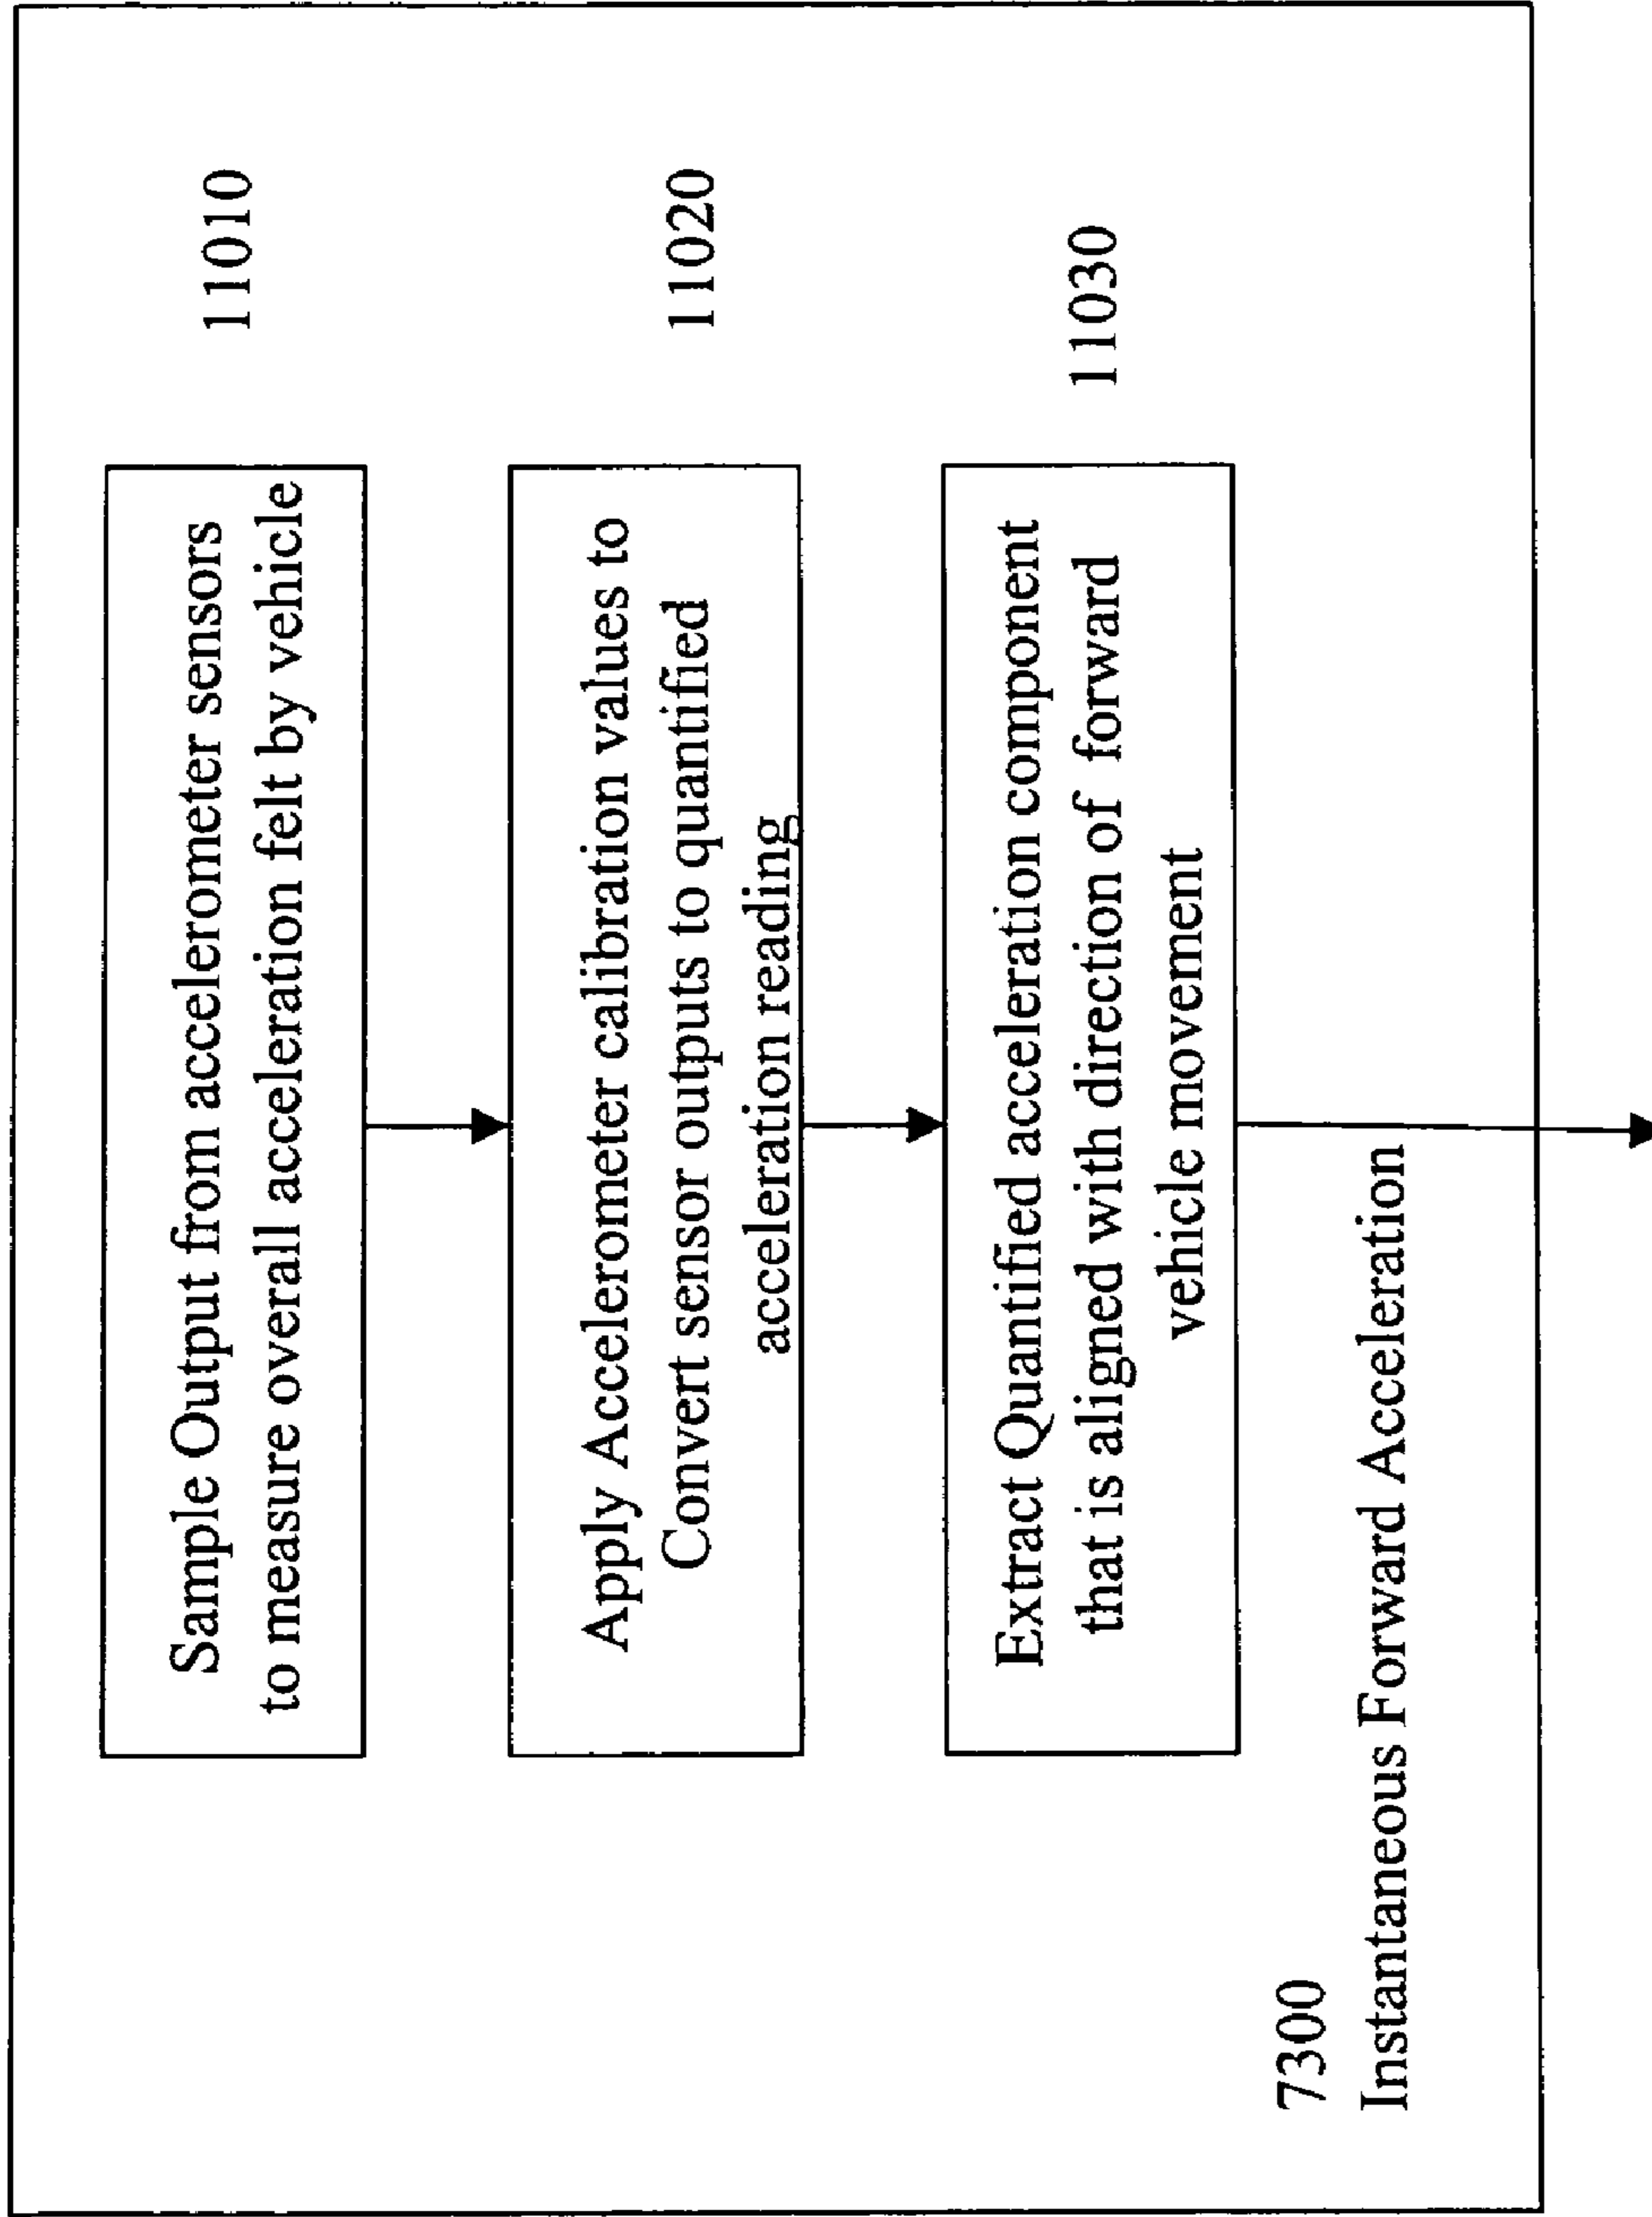 Sample Output from accelerometer sensors
to measure overall acceleration felt by vehicle
11010
Apply Accelerometer calibration values to
Convert sensor outputs to quantified
acceleration reading
11020
Extract Quantified acceleration component
that is aligned with direction of forward
vehicle movement
11030
7300
Instantaneous Forward Acceleration